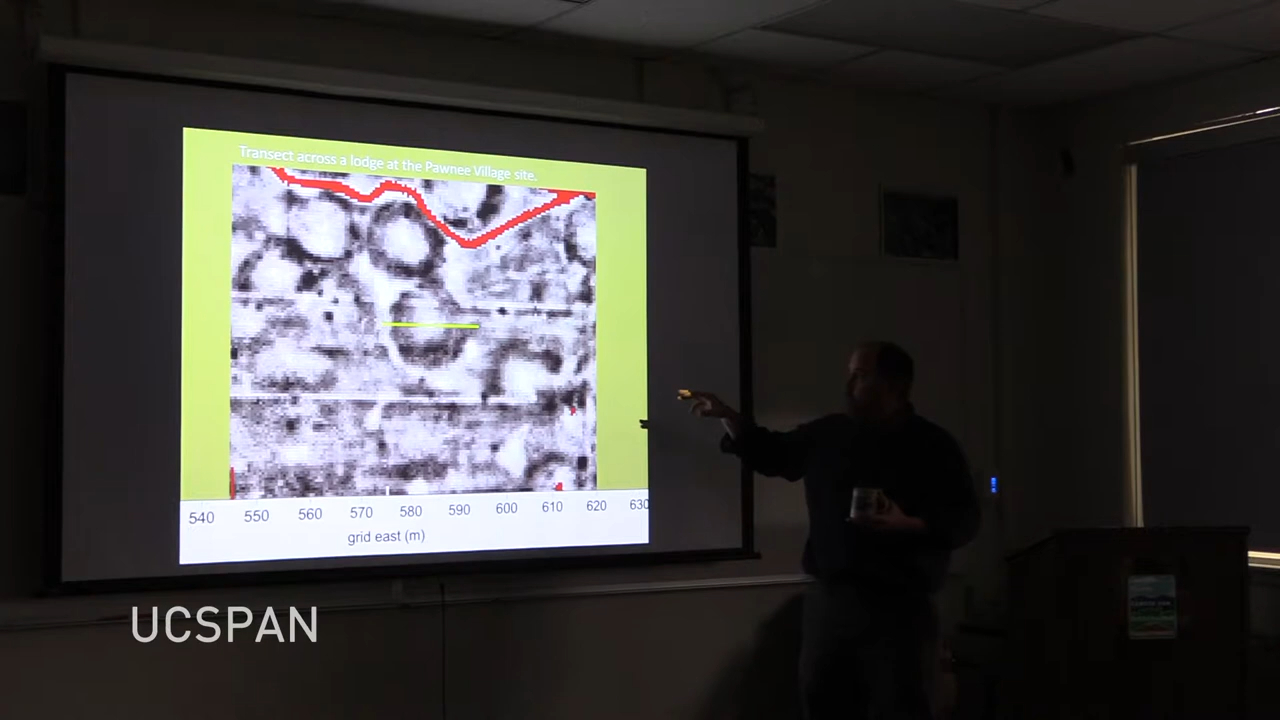 Transect across a lodge at the Pawnee Village site.
540 550 560 570 580 590 600 610 620 630
grid east (m)
UCSPAN